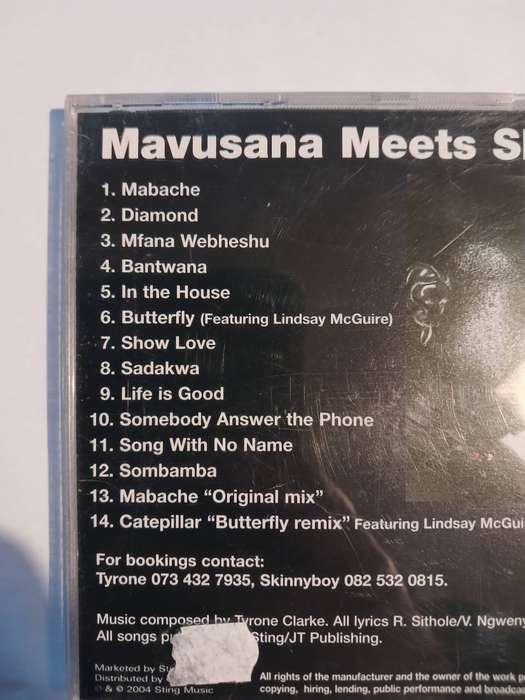 Mavusana Meets
1. Mabache
2. Diamond
3. Mfana Webheshu
4. Bantwana
5. In the House
6. Butterfly (Featuring Lindsay McGuire)
7. Show Love
8. Sadakwa
9. Life is Good
10. Somebody Answer the Phone
11. Song With No Name
12. Sombamba
13. Mabache “Original mix”
14. Catepillar “Butterfly remix” Featuring Lindsay McGui
For bookings contact:
Tyrone 073 432 7935, Skinnyboy 082 532 0815.
Music composed by Tyrone Clarke. All lyrics R. Sithole/V. Ngweny
All songs Sting/JT Publishing.
Marketed by
Distributed by
℗ & © 2004 Sting Music
All rights of the manufacturer and the owner of the work
copying, hiring, lending, public performance and broadca